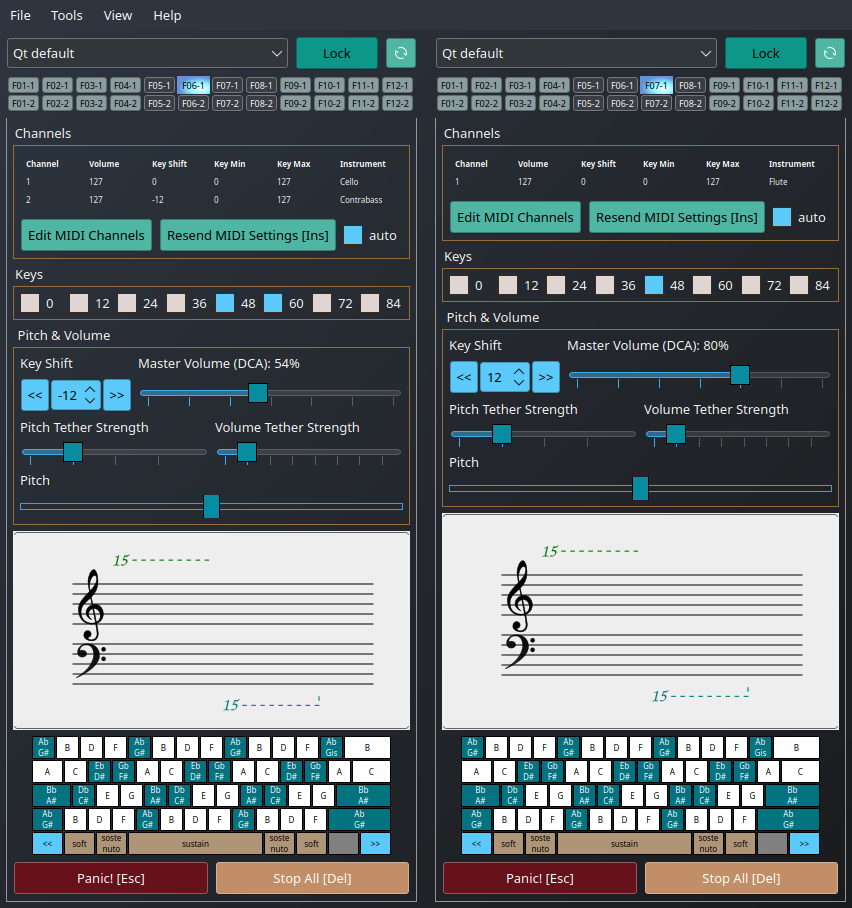 File Tools View Help
Qt default Lock Qt default Lock
F01-1 F02-1 F03-1 F04-1 F05-1 F06-1 F07-1 F08-1 F09-1 F10-1 F11-1 F12-1 F01-1 F02-1 F03-1 F04-1 F05-1 F06-1 F07-1 F08-1 F09-1 F10-1 F11-1 F12-1
F01-2 F02-2 F03-2 F04-2 F05-2 F06-2 F07-2 F08-2 F09-2 F10-2 F11-2 F12-2 F01-2 F02-2 F03-2 F04-2 F05-2 F06-2 F07-2 F08-2 F09-2 F10-2 F11-2 F12-2
Channels
Channel Volume Key Shift Key Min Key Max Instrument
1 127 0 0 127 Cello
2 127 -12 0 127 Contrabass
Edit MIDI Channels Resend MIDI Settings [Ins] auto
Keys
0 12 24 36 48 60 72 84
Pitch & Volume
Key Shift Master Volume (DCA): 54%
<< -12 >>
Pitch Tether Strength Volume Tether Strength
Pitch
15
15
Ab G# B D F Ab G# B D F Ab G# B D F Ab Gis B
A C Eb D# Gb F# A C Eb D# Gb F# A C Eb D# Gb F# A C
Bb A# Db C# E G Bb A# Db C# E G Bb A# Db C# E G Bb A#
Ab G# B D F Ab G# B D F Ab G# B D F Ab G#
<< soft soste nuto sustain soste nuto soft >>
Panic! [Esc] Stop All [Del]
Channels
Channel Volume Key Shift Key Min Key Max Instrument
1 127 0 0 127 Flute
Edit MIDI Channels Resend MIDI Settings [Ins] auto
Keys
0 12 24 36 48 60 72 84
Pitch & Volume
Key Shift Master Volume (DCA): 80%
<< 12 >>
Pitch Tether Strength Volume Tether Strength
Pitch
15
15
Ab G# B D F Ab G# B D F Ab G# B D F Ab Gis B
A C Eb D# Gb F# A C Eb D# Gb F# A C Eb D# Gb F# A C
Bb A# Db C# E G Bb A# Db C# E G Bb A# Db C# E G Bb A#
Ab G# B D F Ab G# B D F Ab G# B D F Ab G#
<< soft soste nuto sustain soste nuto soft >>
Panic! [Esc] Stop All [Del]